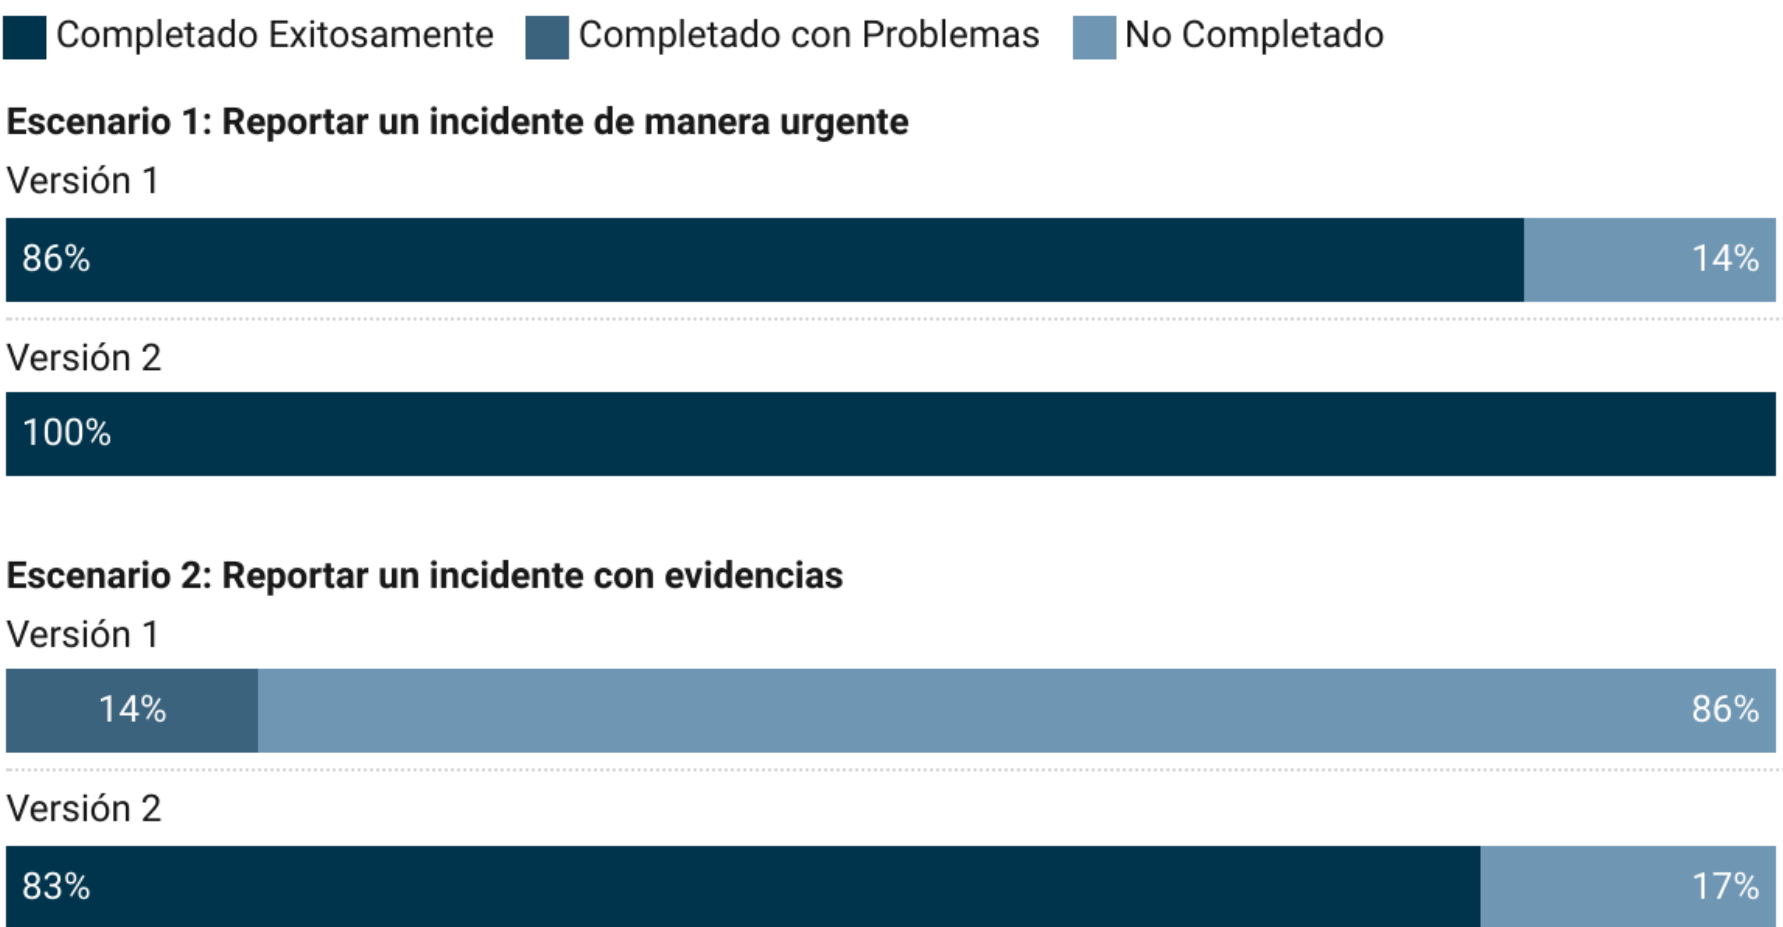 Completado Exitosamente Completado con Problemas No Completado
Escenario 1: Reportar un incidente de manera urgente
Versión 1
86% 14%
Versión 2
100%
Escenario 2: Reportar un incidente con evidencias
Versión 1
14% 86%
Versión 2
83% 17%